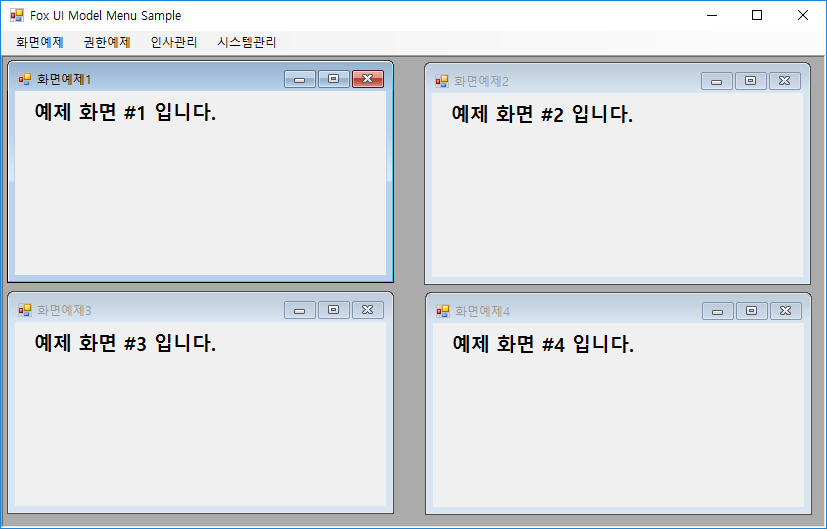 Fox UI Model Menu Sample
화면예제 권한예제 인사관리 시스템관리
화면예제1
예제 화면 #1 입니다.
화면예제2
예제 화면 #2 입니다.
화면예제3
예제 화면 #3 입니다.
화면예제4
예제 화면 #4 입니다.